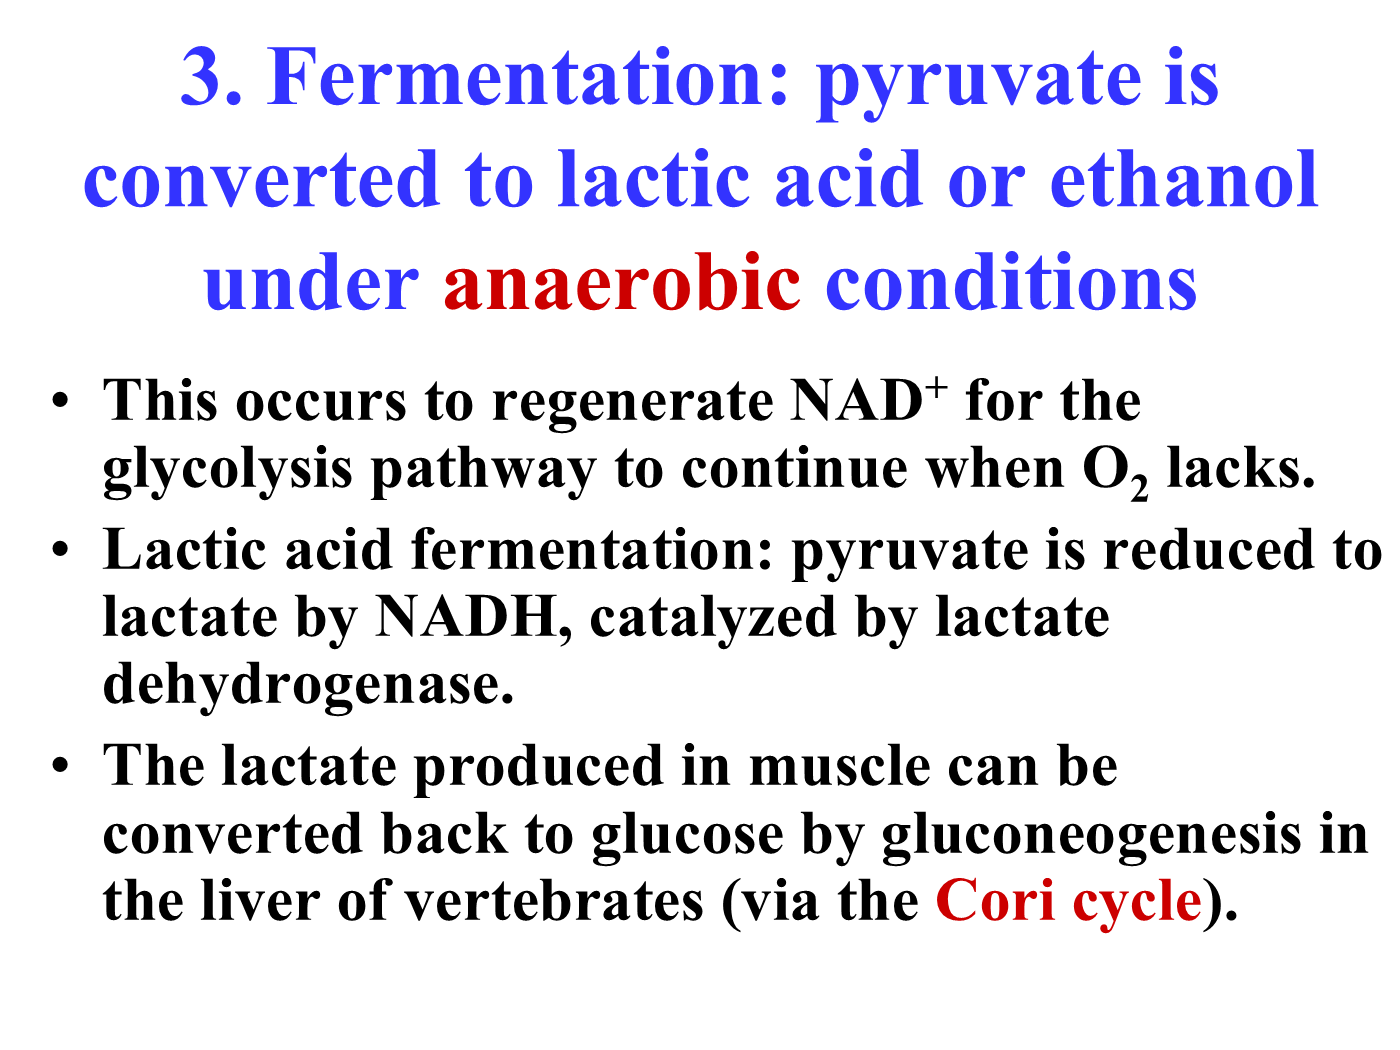 3. Fermentation: pyruvate is
converted to lactic acid or ethanol
under anaerobic conditions
• This occurs to regenerate NAD⁺ for the
glycolysis pathway to continue when O₂ lacks.
• Lactic acid fermentation: pyruvate is reduced to
lactate by NADH, catalyzed by lactate
dehydrogenase.
• The lactate produced in muscle can be
converted back to glucose by gluconeogenesis in
the liver of vertebrates (via the Cori cycle).